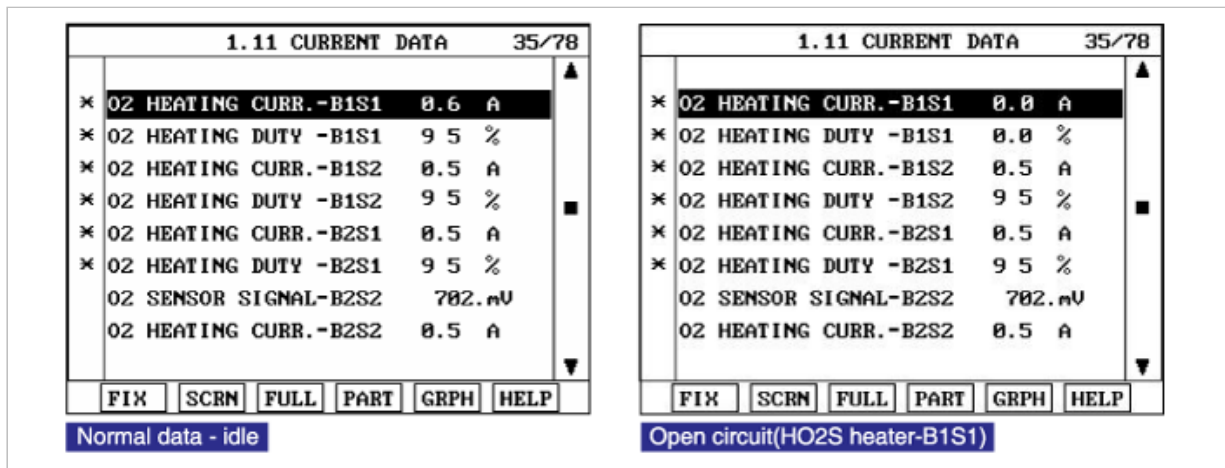 1.11 CURRENT DATA 35/78
* O2 HEATING CURR.-B1S1 0.6 A
* O2 HEATING DUTY -B1S1 9 5 %
* O2 HEATING CURR.-B1S2 0.5 A
* O2 HEATING DUTY -B1S2 9 5 %
* O2 HEATING CURR.-B2S1 0.5 A
* O2 HEATING DUTY -B2S1 9 5 %
O2 SENSOR SIGNAL-B2S2 702.mV
O2 HEATING CURR.-B2S2 0.5 A
FIX SCRN FULL PART GRPH HELP
Normal data - idle
1.11 CURRENT DATA 35/78
* O2 HEATING CURR.-B1S1 0.0 A
* O2 HEATING DUTY -B1S1 0.0 %
* O2 HEATING CURR.-B1S2 0.5 A
* O2 HEATING DUTY -B1S2 9 5 %
* O2 HEATING CURR.-B2S1 0.5 A
* O2 HEATING DUTY -B2S1 9 5 %
O2 SENSOR SIGNAL-B2S2 702.mV
O2 HEATING CURR.-B2S2 0.5 A
FIX SCRN FULL PART GRPH HELP
Open circuit(HO2S heater-B1S1)